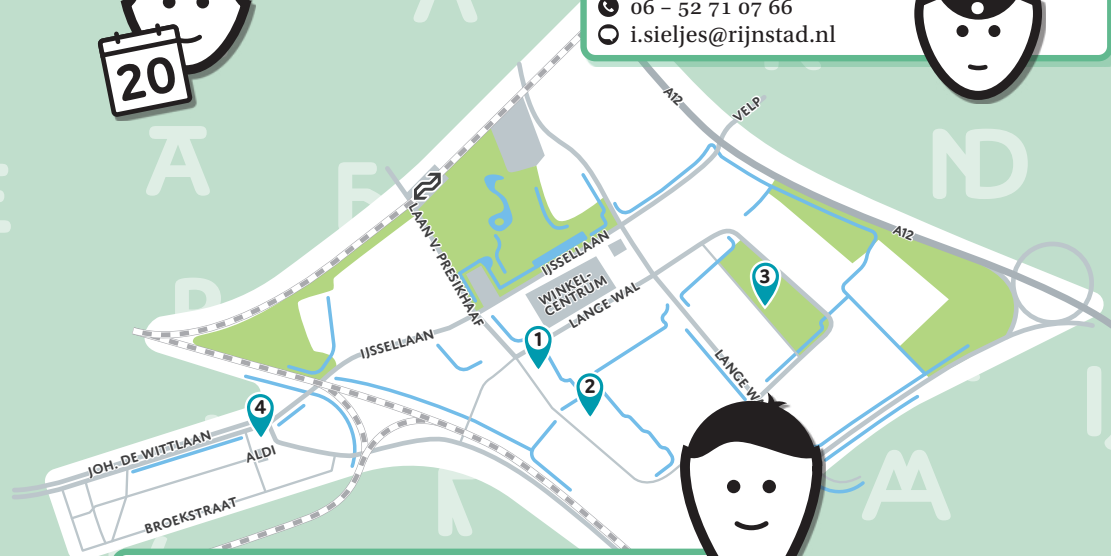 06 – 52 71 07 66
i.sieljes@rijnstad.nl
20
A12
VELP
A12
LAAN V. PRESIKHAAF
IJSSELLAAN
WINKEL-
CENTRUM
LANGE WAL
3
IJSSELLAAN
1
LANGE W
2
4
JOH. DE WITTLAAN
ALDI
BROEKSTRAAT